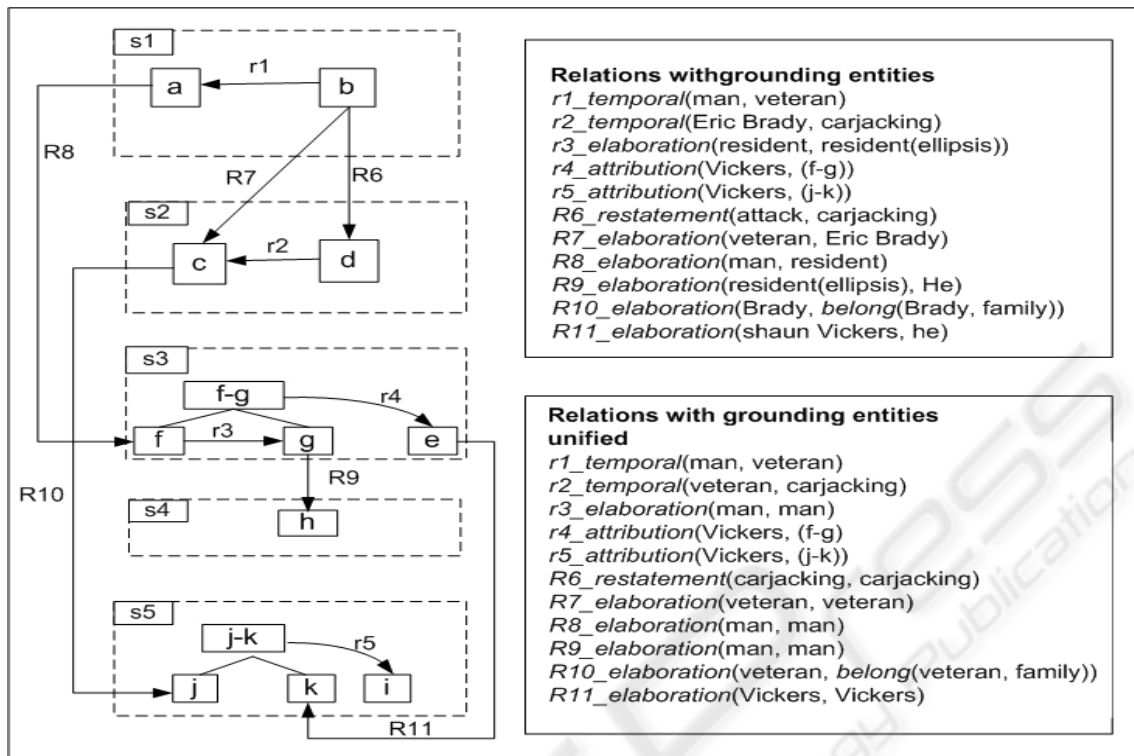 s1
a
r1
b
R8
R7
R6
s2
c
r2
d
s3
f-g
r4
f
r3
g
e
R10
R9
s4
h
s5
j-k
r5
j
k
i
R11
Relations withgrounding entities
r1_temporal(man, veteran)
r2_temporal(Eric Brady, carjacking)
r3_elaboration(resident, resident(ellipsis))
r4_attribution(Vickers, (f-g))
r5_attribution(Vickers, (j-k))
R6_restatement(attack, carjacking)
R7_elaboration(veteran, Eric Brady)
R8_elaboration(man, resident)
R9_elaboration(resident(ellipsis), He)
R10_elaboration(Brady, belong(Brady, family))
R11_elaboration(shaun Vickers, he)
Relations with grounding entities
unified
r1_temporal(man, veteran)
r2_temporal(veteran, carjacking)
r3_elaboration(man, man)
r4_attribution(Vickers, (f-g)
r5_attribution(Vickers, (j-k))
R6_restatement(carjacking, carjacking)
R7_elaboration(veteran, veteran)
R8_elaboration(man, man)
R9_elaboration(man, man)
R10_elaboration(veteran, belong(veteran, family))
R11_elaboration(Vickers, Vickers)